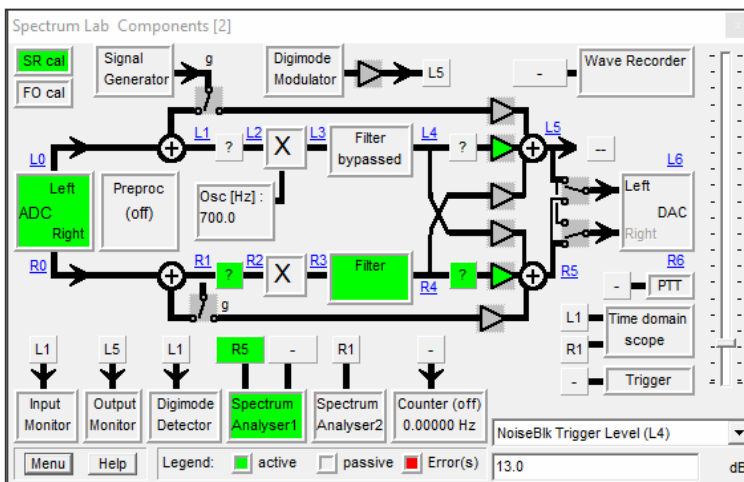 Spectrum Lab Components [2]
x
SR cal
FO cal
Signal
Generator
g
Digimode
Modulator
L5
-
Wave Recorder
L0
L1
?
L2
X
L3
Filter
bypassed
L4
?
L5
--
L6
Left
ADC
Right
Preproc
(off)
Osc [Hz] :
700.0
Left
DAC
Right
R0
R1
?
R2
X
R3
Filter
R4
?
R5
R6
g
-
PTT
L1
R1
Time domain
scope
-
Trigger
L1
L5
L1
R5
-
R1
-
Input
Monitor
Output
Monitor
Digimode
Detector
Spectrum
Analyser1
Spectrum
Analyser2
Counter (off)
0.00000 Hz
NoiseBlk Trigger Level (L4)
Menu
Help
Legend:
active
passive
Error(s)
13.0
dB